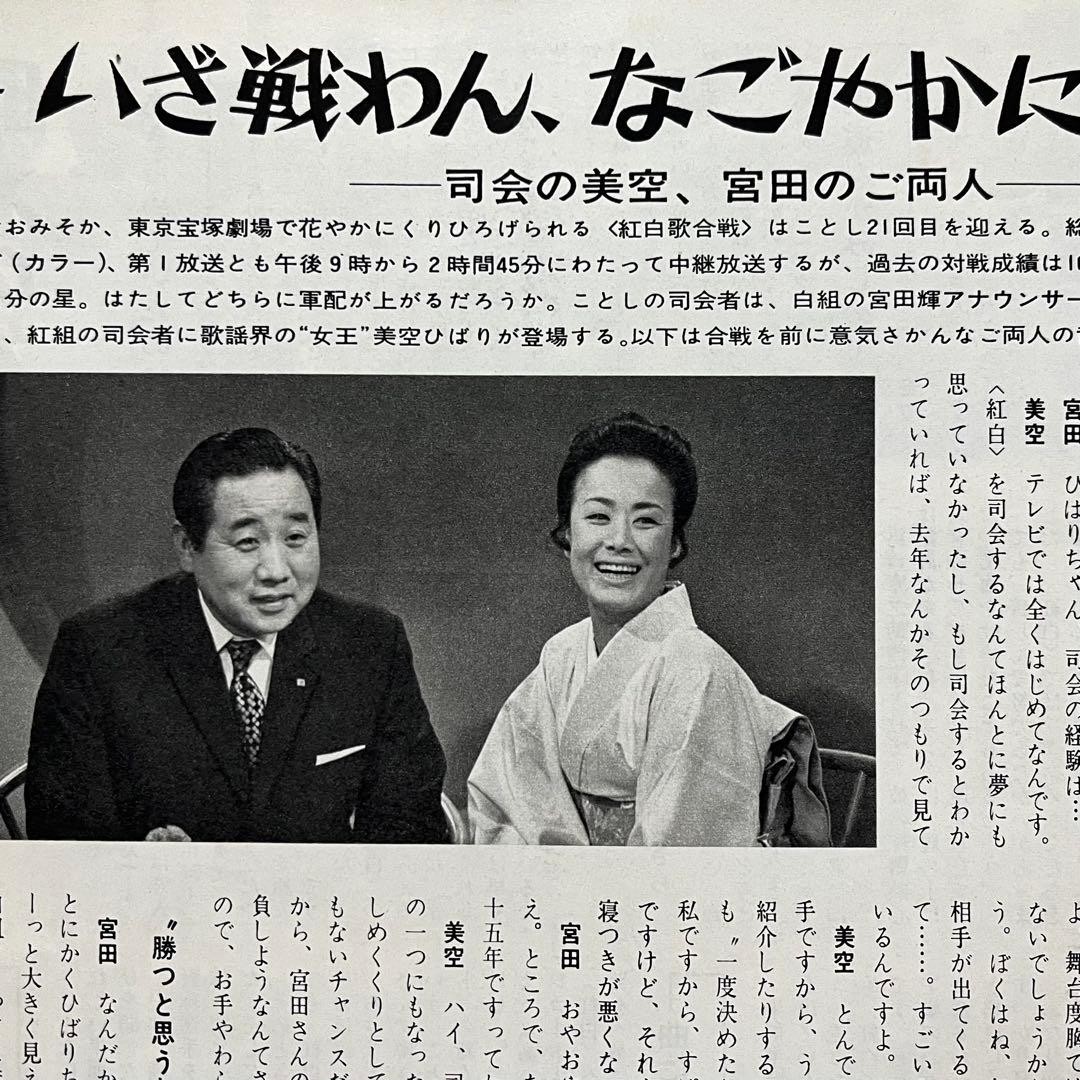 いざ戦わん、なごやかに
──司会の美空、宮田のご両人──
おおみそか、東京宝塚劇場で花やかにくりひろげられる〈紅白歌合戦〉はことし21回目を迎える。総
(カラー)、第1放送とも午後9時から2時間45分にわたって中継放送するが、過去の対戦成績は10
分の星。はたしてどちらに軍配が上がるだろうか。ことしの司会者は、白組の宮田輝アナウンサー
、紅組の司会者に歌謡界の“女王”美空ひばりが登場する。以下は合戦を前に意気さかんなご両人の
宮田　ひばりちゃん、司会の経験は…
美空　テレビでは全くはじめてなんです。
〈紅白〉を司会するなんてほんとに夢にも
思っていなかったし、もし司会するとわか
っていれば、去年なんかそのつもりで見て
よ。舞台度胸で
ないでしょうか
う。ぼくはね、
相手が出てくる
て……。すごい
いるんですよ。
美空　とんで
手ですから、う
紹介したりする
も〝一度決めた
私ですから、ずば
ですけど、それ
寝つきが悪くな
宮田　おやおや
え。ところで、
十五年ですって
美空　ハイ、司
の一つにもなった
しめくくりとして
もないチャンスだ
から、宮田さんの
負しようなんてさ
ので、お手やわら
〝勝つと思う
宮田　なんだか
とにかくひばりち
ーっと大きく見え